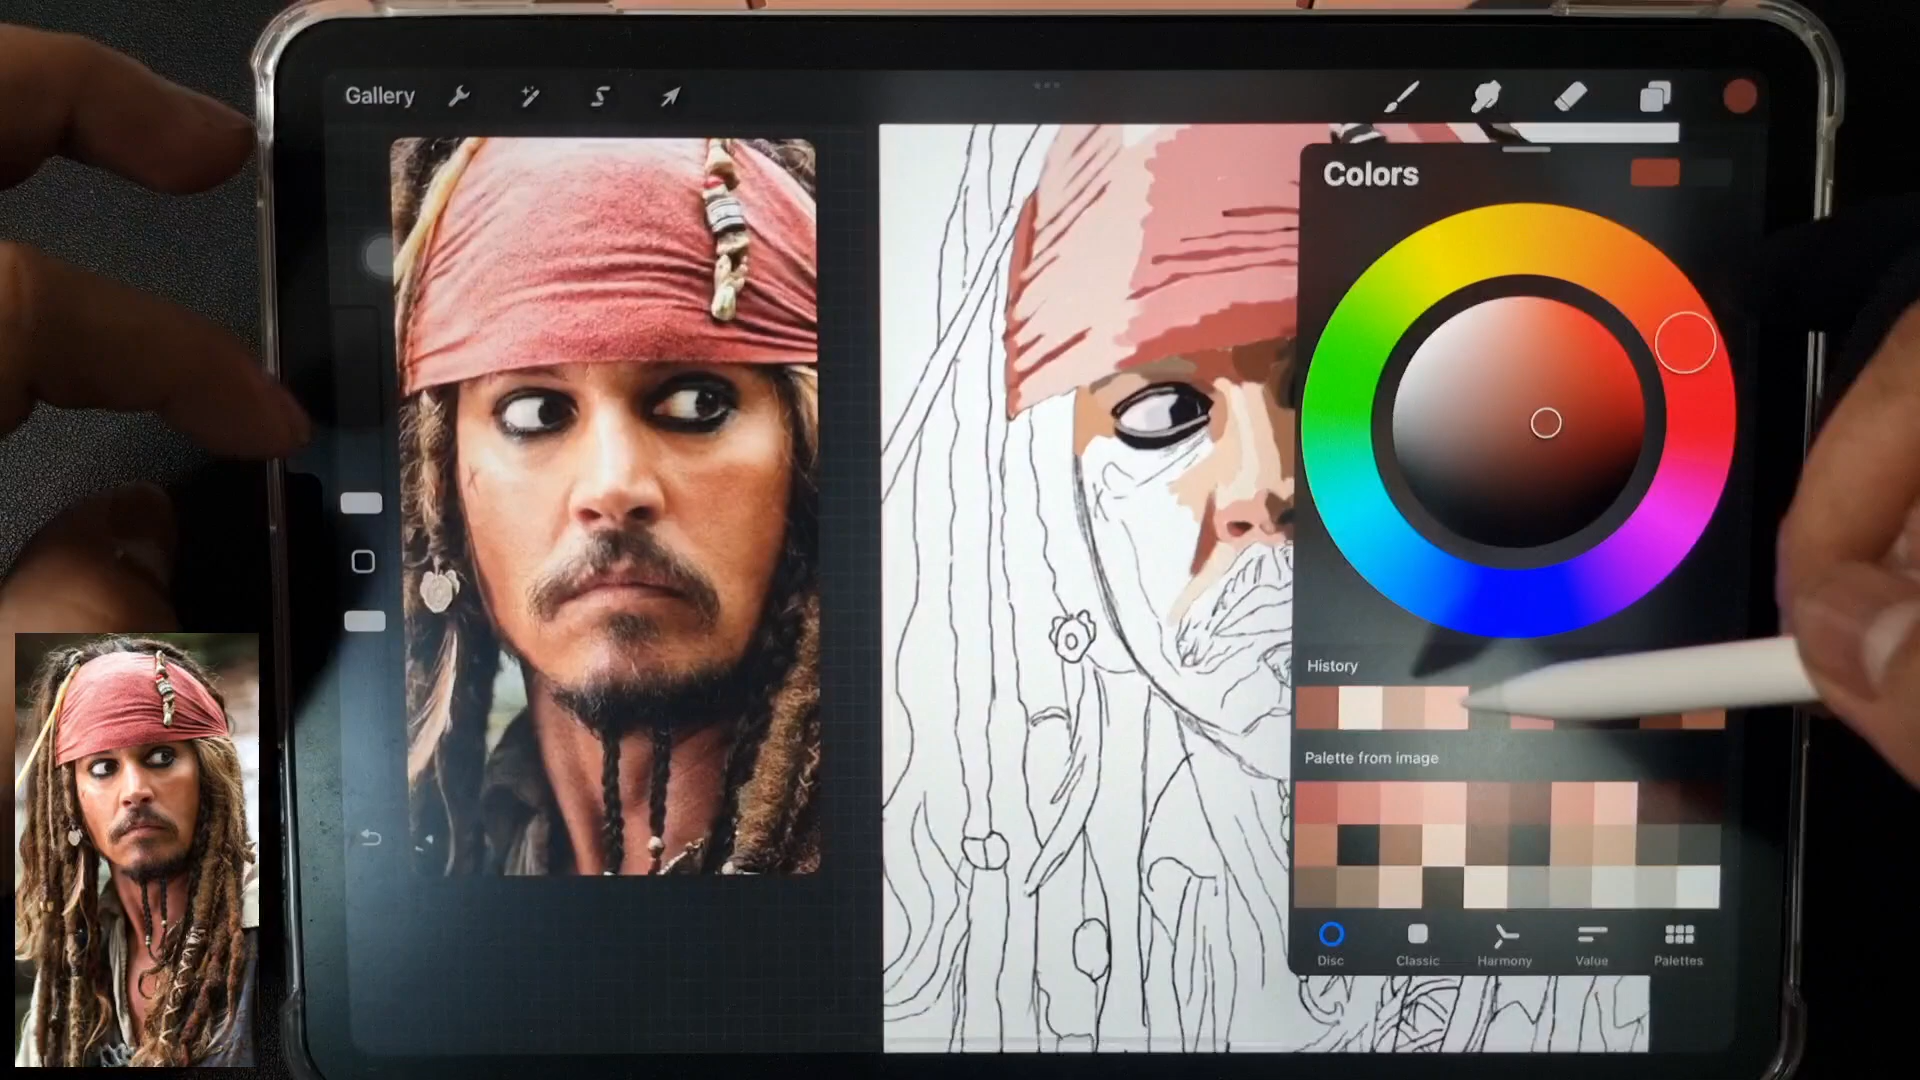 Gallery
Colors
History
Palette from image
Disc
Classic
Harmony
Value
Palettes